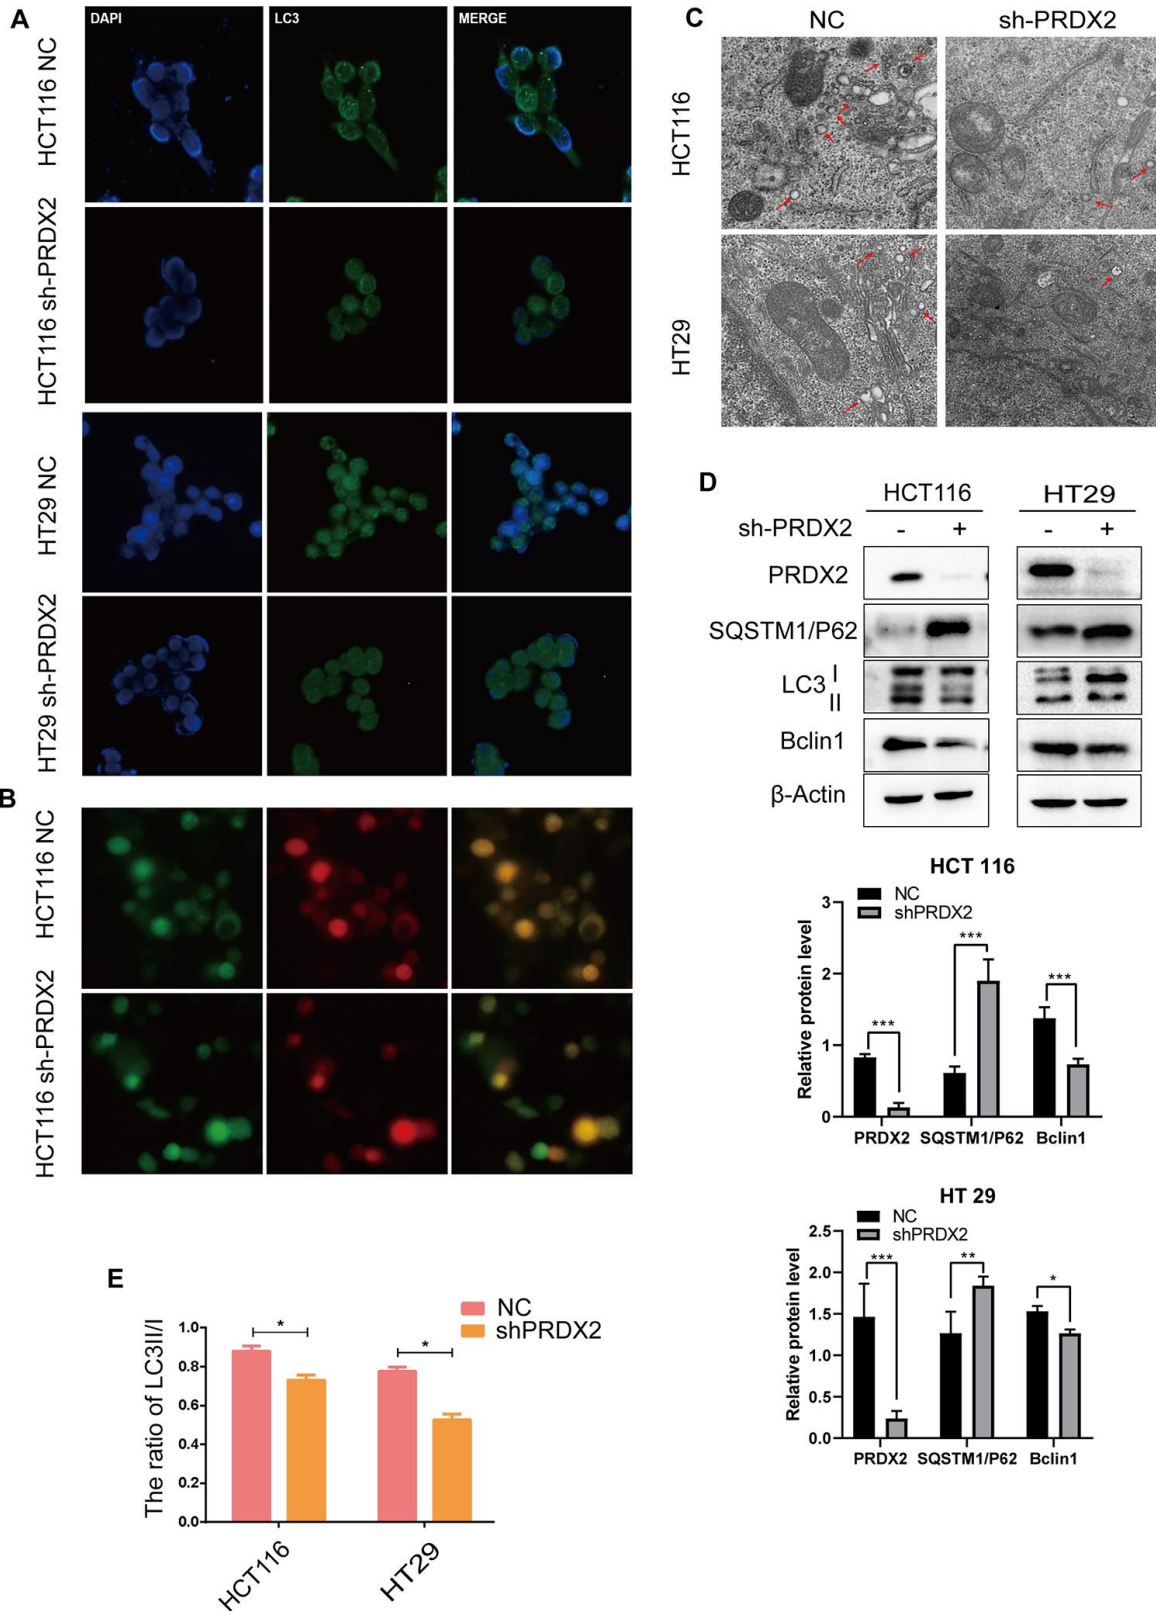 A
DAPI
LC3
MERGE
HCT116 NC
HCT116 sh-PRDX2
HT29 NC
HT29 sh-PRDX2
B
HCT116 NC
HCT116 sh-PRDX2
C
NC
sh-PRDX2
HCT116
HT29
D
HCT116
HT29
sh-PRDX2
-
+
-
+
PRDX2
SQSTM1/P62
LC3 I
II
Bclin1
β-Actin
HCT 116
NC
shPRDX2
Relative protein level
3
2
1
0
***
***
***
PRDX2
SQSTM1/P62
Bclin1
HT 29
NC
shPRDX2
Relative protein level
2.5
2.0
1.5
1.0
0.5
0.0
***
**
*
PRDX2
SQSTM1/P62
Bclin1
E
NC
shPRDX2
The ratio of LC3II/I
1.0
0.8
0.6
0.4
0.2
0.0
*
*
HCT116
HT29